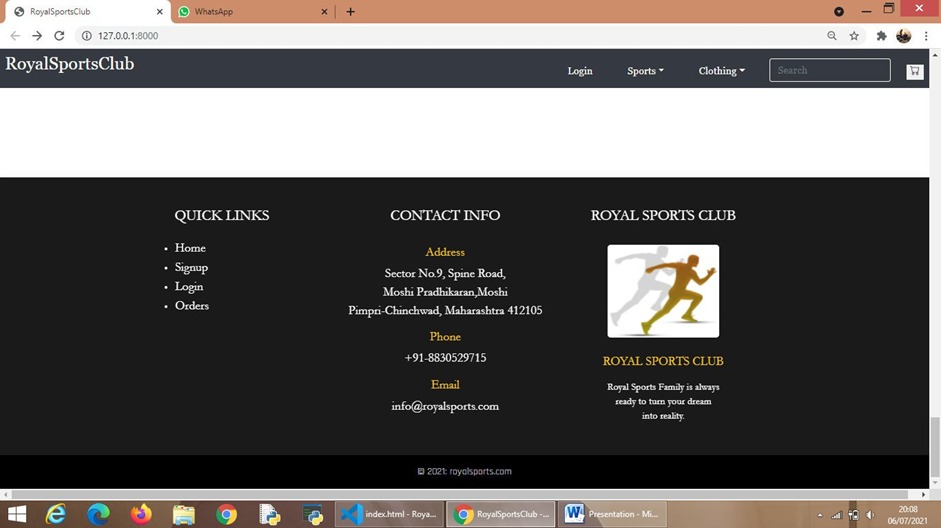 RoyalSportsClub
WhatsApp
127.0.0.1:8000
RoyalSportsClub
Login
Sports
Clothing
Search
QUICK LINKS
Home
Signup
Login
Orders
CONTACT INFO
Address
Sector No.9, Spine Road,
Moshi Pradhikaran,Moshi
Pimpri-Chinchwad, Maharashtra 412105
Phone
+91-8830529715
Email
info@royalsports.com
ROYAL SPORTS CLUB
ROYAL SPORTS CLUB
Royal Sports Family is always
ready to turn your dream
into reality.
© 2021: royalsports.com
index.html - Roya...
RoyalSportsClub -...
Presentation - Mi...
20:08
06/07/2021